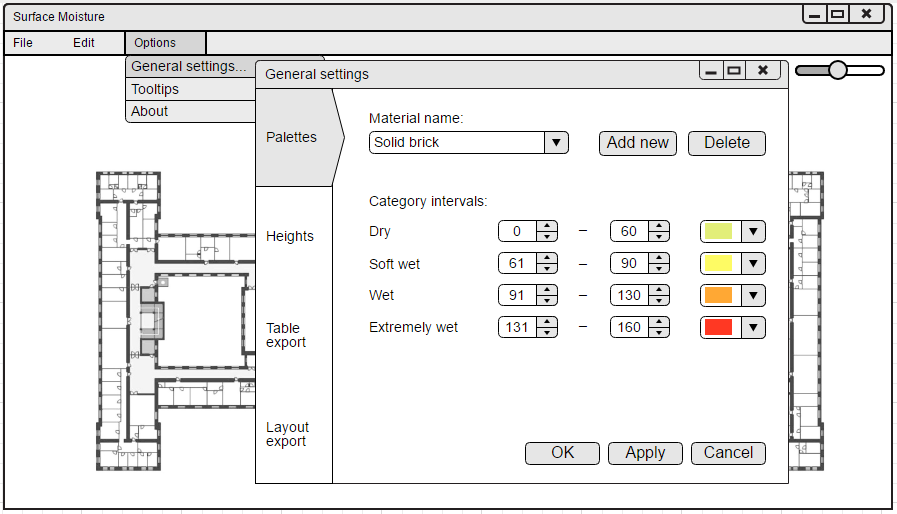 Surface Moisture
File Edit Options
General settings...
Tooltips
About
General settings
Palettes
Heights
Table
export
Layout
export
Material name:
Solid brick
Add new Delete
Category intervals:
Dry 0 – 60
Soft wet 61 – 90
Wet 91 – 130
Extremely wet 131 – 160
OK Apply Cancel